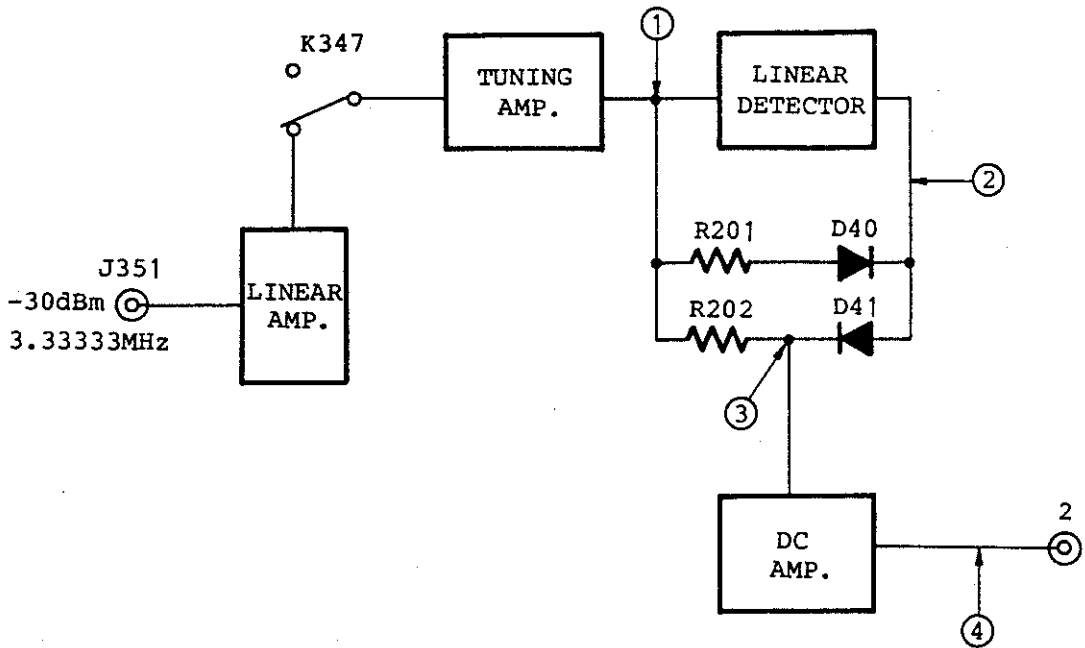 ①
K347
TUNING
AMP.
LINEAR
DETECTOR
②
R201
D40
J351
-30dBm
3.33333MHz
LINEAR
AMP.
R202
D41
③
2
DC
AMP.
④